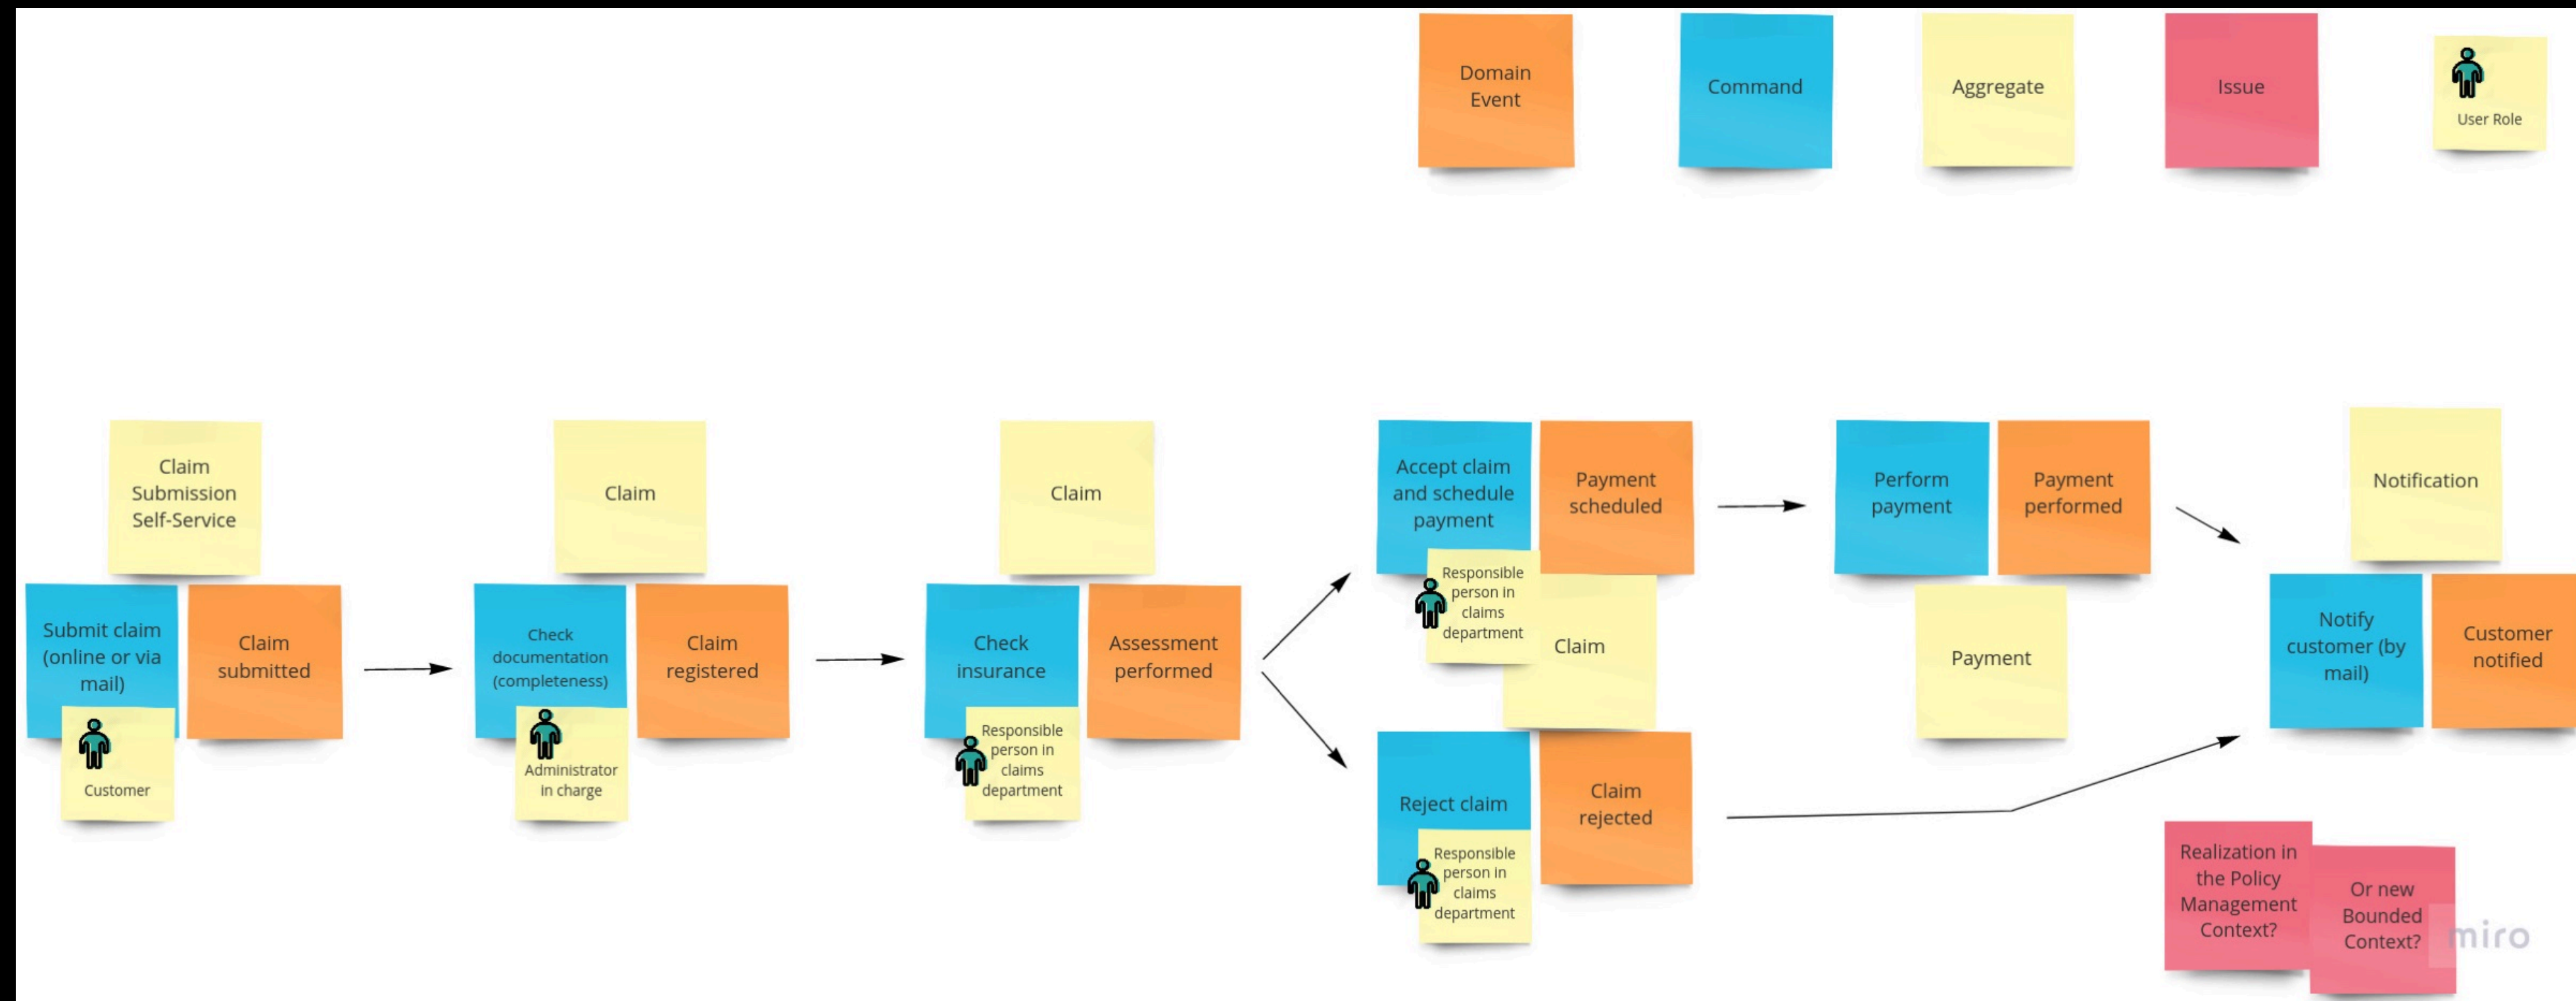 Domain
Event
Command
Aggregate
Issue
User Role
Claim
Submission
Self-Service
Submit claim
(online or via
mail)
Claim
submitted
Customer
Claim
Check
documentation
(completeness)
Claim
registered
Administrator
in charge
Claim
Check
insurance
Assessment
performed
Responsible
person in
claims
department
Accept claim
and schedule
payment
Payment
scheduled
Responsible
person in
claims
department
Claim
Reject claim
Claim
rejected
Responsible
person in
claims
department
Perform
payment
Payment
performed
Payment
Notification
Notify
customer (by
mail)
Customer
notified
Realization in
the Policy
Management
Context?
Or new
Bounded
Context?
miro